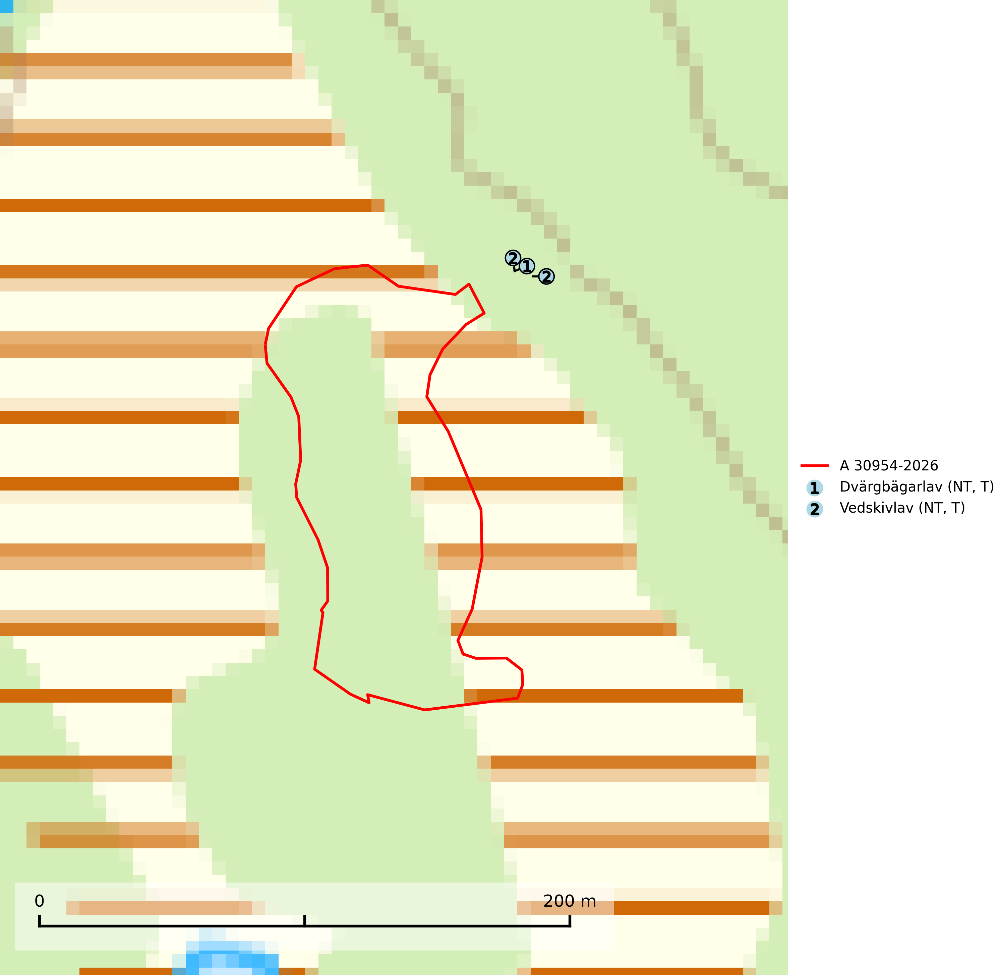 2
1
2
A 30954-2026
1 Dvärgbägarlav (NT, T)
2 Vedskivlav (NT, T)
0 200 m